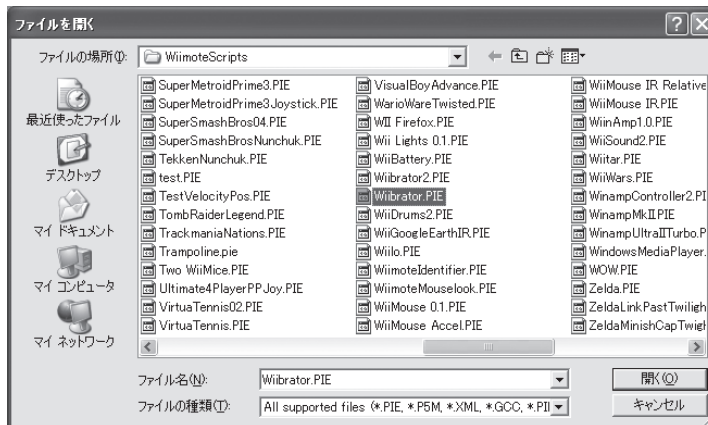 ファイルを開く
ファイルの場所(I):
WiimoteScripts
最近使ったファイル
デスクトップ
マイ ドキュメント
マイ コンピュータ
マイ ネットワーク
SuperMetroidPrime3.PIE
SuperMetroidPrime3Joystick.PIE
SuperSmashBros04.PIE
SuperSmashBrosNunchuk.PIE
TekkenNunchuk.PIE
test.PIE
TestVelocityPos.PIE
TombRaiderLegend.PIE
TrackmaniaNations.PIE
Trampoline.pie
Two WiiMice.PIE
Ultimate4PlayerPPJoy.PIE
VirtuaTennis02.PIE
VirtuaTennis.PIE
VisualBoyAdvance.PIE
WarioWareTwisted.PIE
WII Firefox.PIE
Wii Lights 0.1.PIE
WiiBattery.PIE
Wiibrator2.PIE
Wiibrator.PIE
WiiDrums2.PIE
WiiGoogleEarthIR.PIE
Wiilo.PIE
WiimoteIdentifier.PIE
WiimoteMouselook.PIE
WiiMouse 0.1.PIE
WiiMouse Accel.PIE
WiiMouse IR Relative
WiiMouse IR.PIE
WiinAmp1.0.PIE
WiiSound2.PIE
Wiitar.PIE
WiiWars.PIE
WinampController2.PI
WinampMkII.PIE
WinampUltraIITurbo.P
WindowsMediaPlayer.
WOW.PIE
Zelda.PIE
ZeldaLinkPastTwiligh
ZeldaMinishCapTwigh
ファイル名(N):
Wiibrator.PIE
開く(O)
ファイルの種類(T):
All supported files (*.PIE, *.P5M, *.XML, *.GCC, *.PII
キャンセル